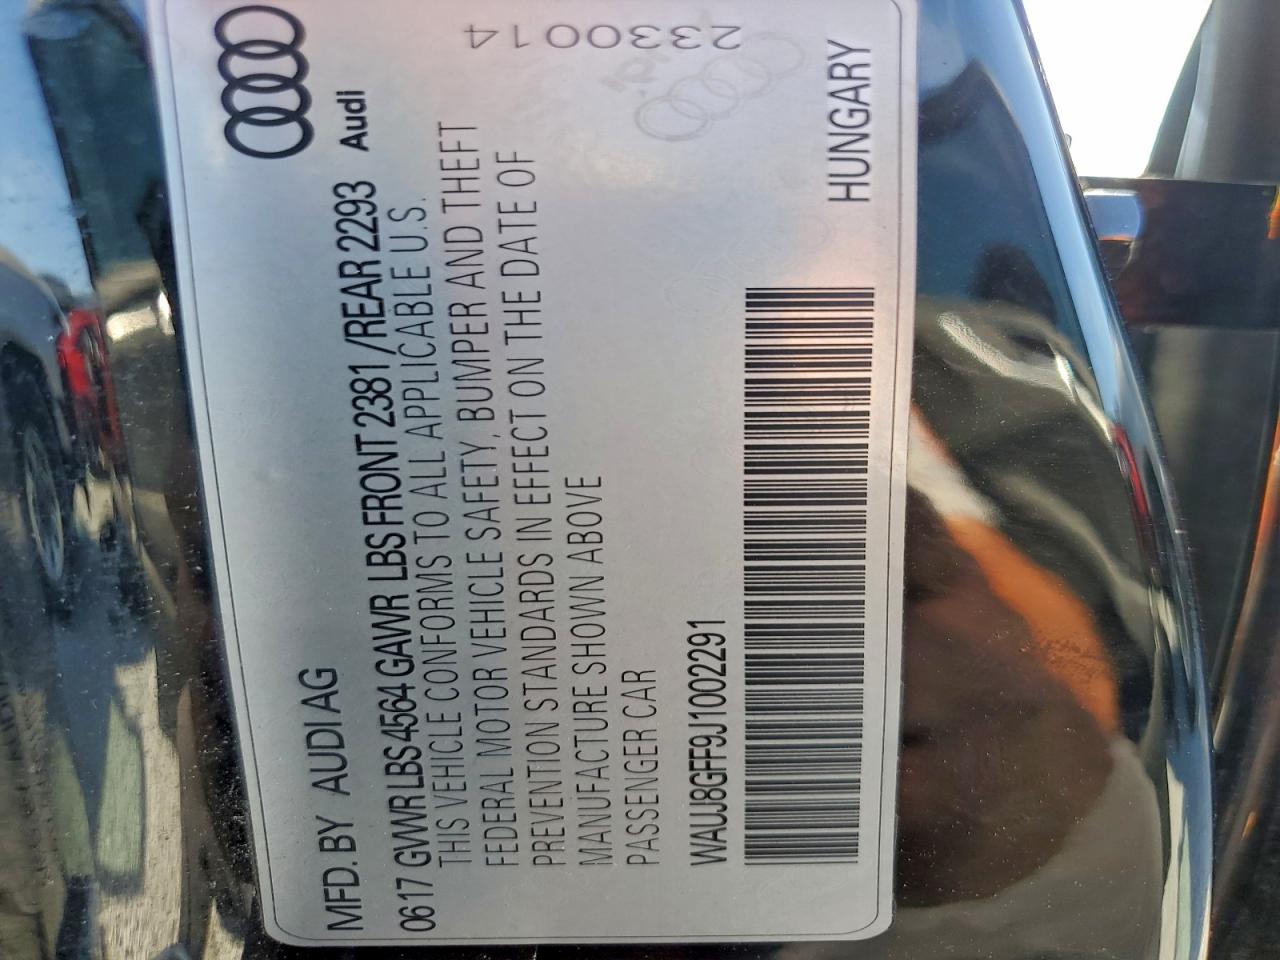 MFD. BY AUDI AG
Audi
0617 GVWR LBS 4564 GAWR LBS FRONT 2381 /REAR 2293
THIS VEHICLE CONFORMS TO ALL APPLICABLE U.S.
FEDERAL MOTOR VEHICLE SAFETY, BUMPER AND THEFT
PREVENTION STANDARDS IN EFFECT ON THE DATE OF
MANUFACTURE SHOWN ABOVE
PASSENGER CAR
WAUJ8GFF9J1002291
HUNGARY
2330014